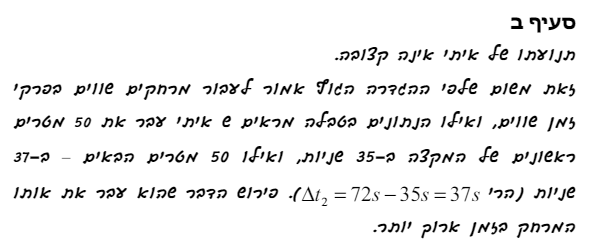 סעיף ב
תנועתו של איתי אינה קצובה.
זאת משום שלפי ההגדרה הגוף אמור לעבור מרחקים שווים בפרקי
זמן שווים, ואילו הנתונים בטבלה מראים ש איתי עבר את 50 מטרים
ראשונים של המקצה ב-35 שניות, ואילו 50 מטרים הבאים – ב-37
שניות (הרי Δt₂ = 72s – 35s = 37s). פירוש הדבר שהוא עבר את אותו
המרחק בזמן ארוך יותר.